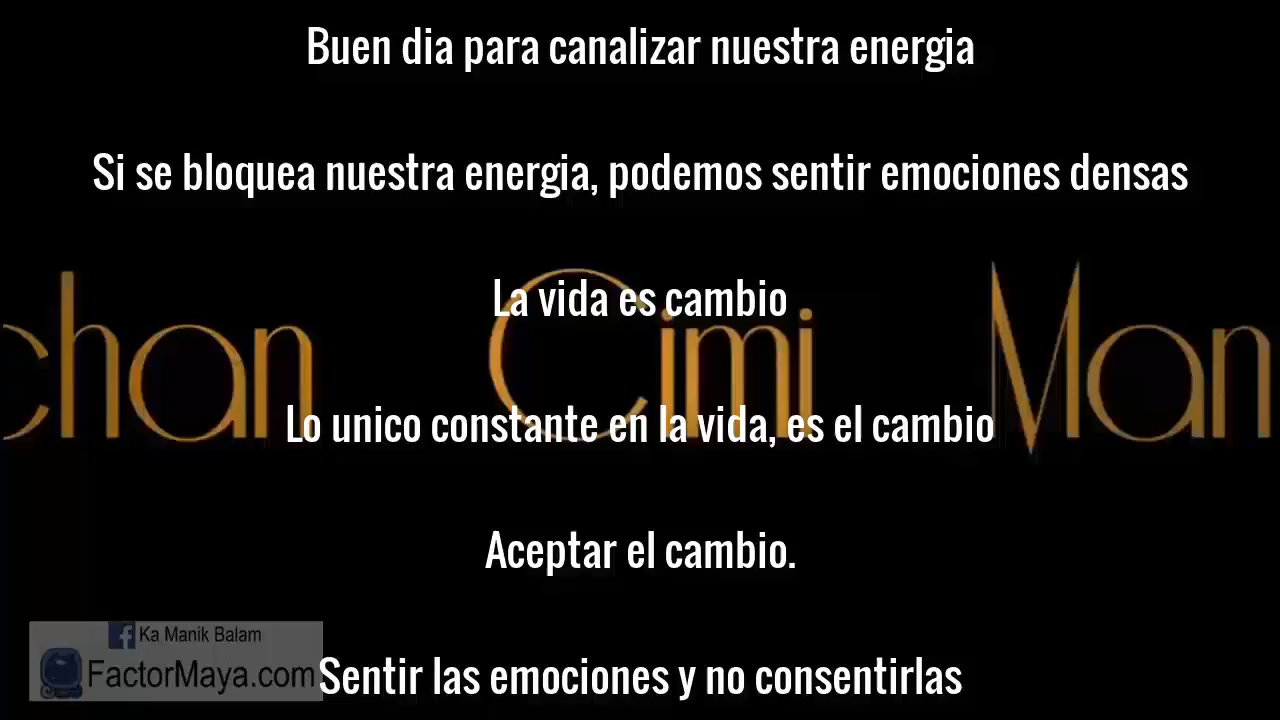 Buen dia para canalizar nuestra energia
Si se bloquea nuestra energia, podemos sentir emociones densas
La vida es cambio
chan Cimi Man
Lo unico constante en la vida, es el cambio
Aceptar el cambio.
Ka Manik Balam
FactorMaya.com
Sentir las emociones y no consentirlas